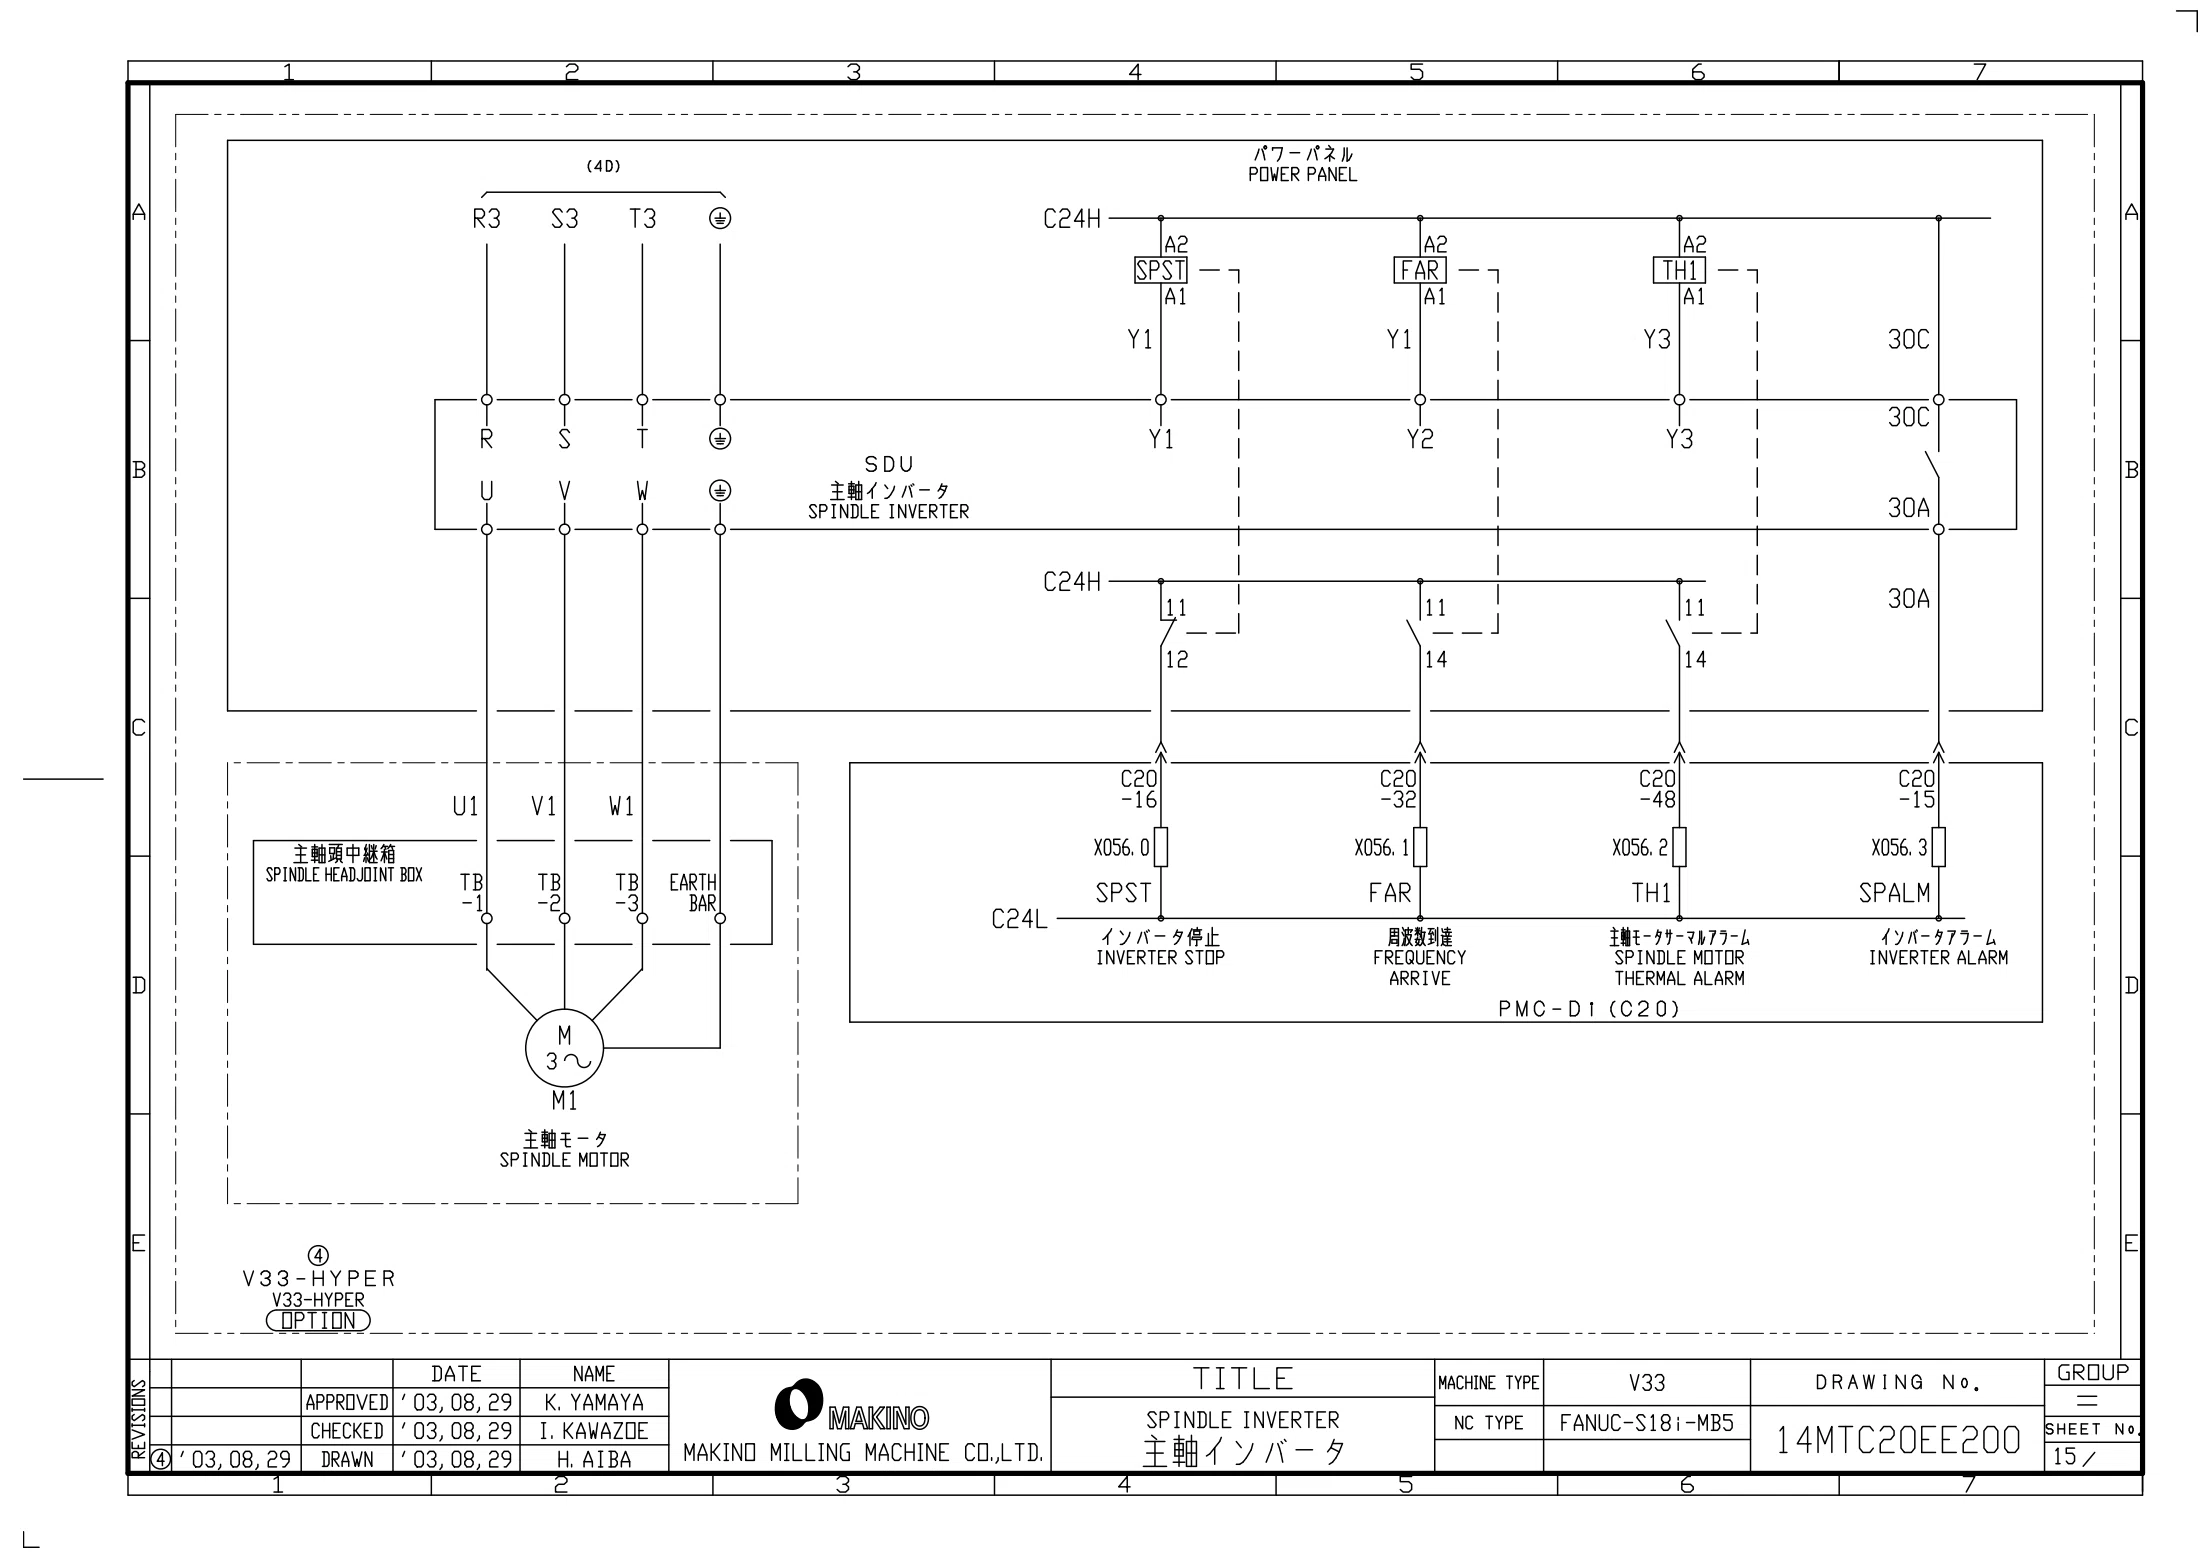 1 2 3 4 5 6 7
パワーパネル
POWER PANEL
(4D)
R3 S3 T3
C24H
A2 A2 A2
SPST FAR TH1
A1 A1 A1
Y1 Y1 Y3 30C
R S T
Y1 Y2 Y3 30C
SDU
主軸インバータ
SPINDLE INVERTER
U V W
30A
C24H
30A
11 11 11
12 14 14
C20 C20 C20 C20
-16 -32 -48 -15
U1 V1 W1
主軸頭中継箱
SPINDLE HEADJOINT BOX
TB TB TB EARTH
-1 -2 -3 BAR
X056.0 X056.1 X056.2 X056.3
SPST FAR TH1 SPALM
C24L
インバータ停止
INVERTER STOP
周波数到達
FREQUENCY
ARRIVE
主軸モータサーマルアラーム
SPINDLE MOTOR
THERMAL ALARM
インバータアラーム
INVERTER ALARM
PMC-Di(C20)
M
3
M1
主軸モータ
SPINDLE MOTOR
④
V33-HYPER
V33-HYPER
OPTION
A A
B B
C C
D D
E E
REVISIONS
DATE NAME
APPROVED '03,08,29 K. YAMAYA
CHECKED '03,08,29 I. KAWAZOE
④ '03,08,29 DRAWN '03,08,29 H. AIBA
MAKINO
MAKINO MILLING MACHINE CO.,LTD.
TITLE
SPINDLE INVERTER
主軸インバータ
MACHINE TYPE V33
NC TYPE FANUC-S18i-MB5
DRAWING No.
14MTC20EE200
GROUP
=
SHEET No.
15/
1 2 3 4 5 6 7